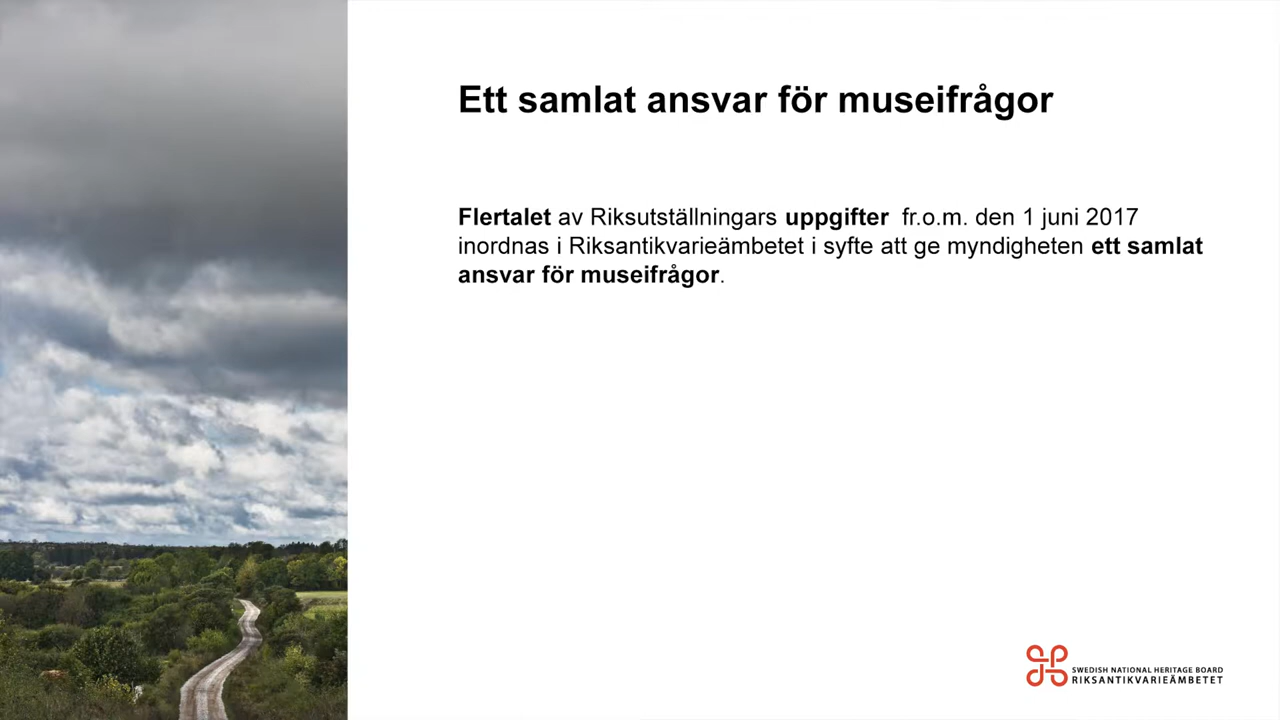 Ett samlat ansvar för museifrågor
Flertalet av Riksutställningars uppgifter fr.o.m. den 1 juni 2017
inordnas i Riksantikvarieämbetet i syfte att ge myndigheten ett samlat
ansvar för museifrågor.
SWEDISH NATIONAL HERITAGE BOARD
RIKSANTIKVARIEÄMBETET